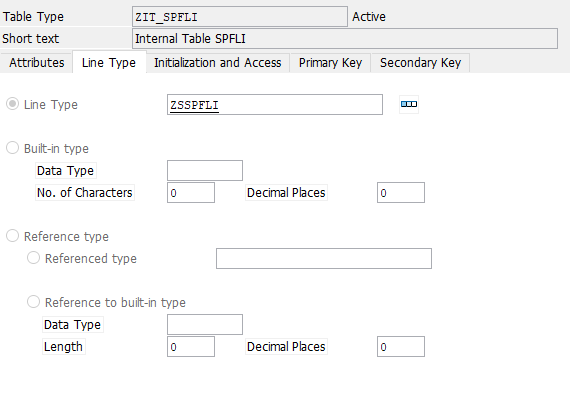 Table Type ZIT_SPFLI Active
Short text Internal Table SPFLI
Attributes Line Type Initialization and Access Primary Key Secondary Key
Line Type ZSSPFLI
Built-in type
Data Type
No. of Characters 0 Decimal Places 0
Reference type
Referenced type
Reference to built-in type
Data Type
Length 0 Decimal Places 0